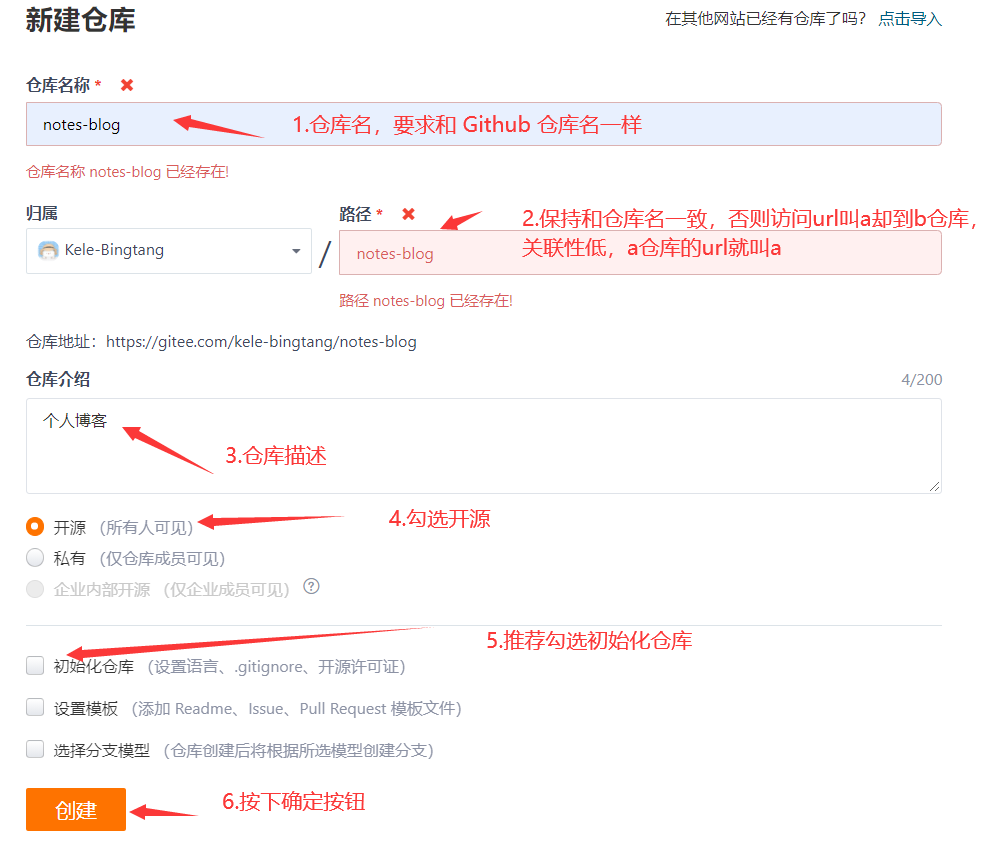 新建仓库
在其他网站已经有仓库了吗？ 点击导入
仓库名称 * ✖
notes-blog
1.仓库名，要求和 Github 仓库名一样
仓库名称 notes-blog 已经存在!
归属
路径 * ✖
2.保持和仓库名一致，否则访问url叫a却到b仓库，
关联性低，a仓库的url就叫a
Kele-Bingtang
/
notes-blog
路径 notes-blog 已经存在!
仓库地址：https://gitee.com/kele-bingtang/notes-blog
仓库介绍
4/200
个人博客
3.仓库描述
开源 (所有人可见)
4.勾选开源
私有 (仅仓库成员可见)
企业内部开源 (仅企业成员可见) ?
5.推荐勾选初始化仓库
初始化仓库 (设置语言、.gitignore、开源许可证)
设置模板 (添加 Readme、Issue、Pull Request 模板文件)
选择分支模型 (仓库创建后将根据所选模型创建分支)
创建
6.按下确定按钮